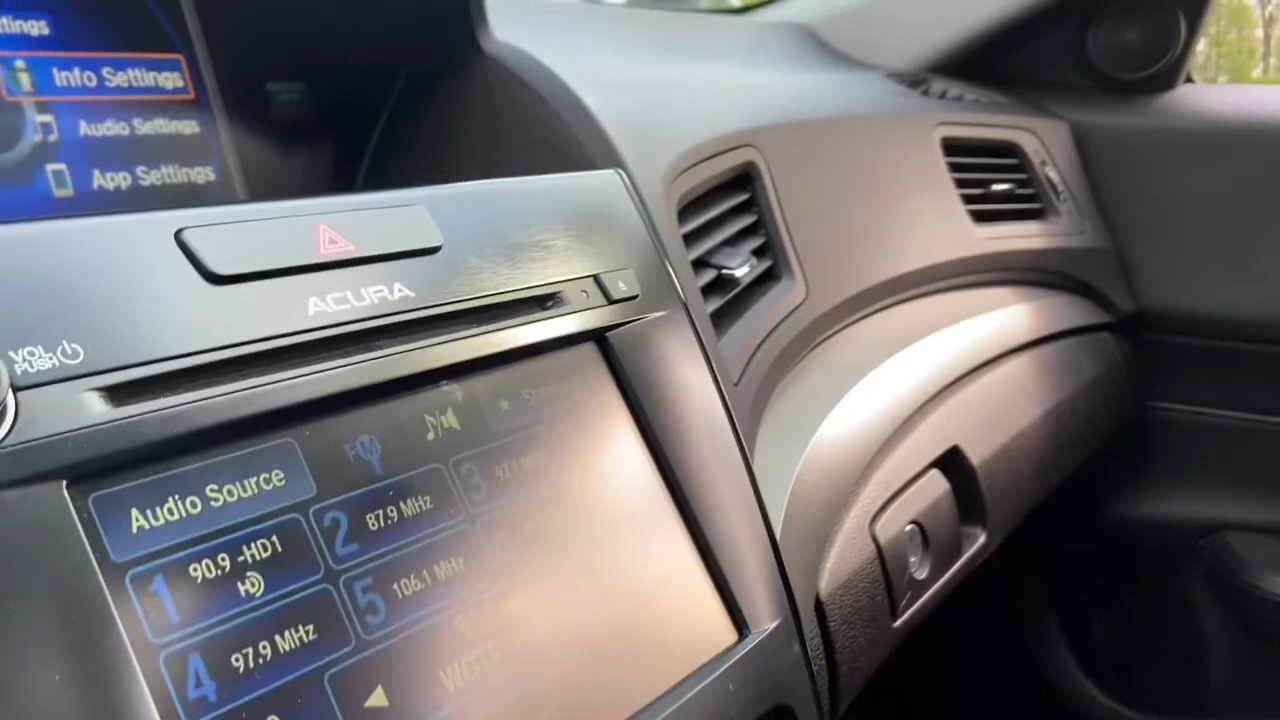 ttings
Info Settings
Audio Settings
App Settings
ACURA
VOL
PUSH
FM
Audio Source
1 90.9 -HD1
HD
2 87.9 MHz
3
4 97.9 MHz
5 106.1 MHz